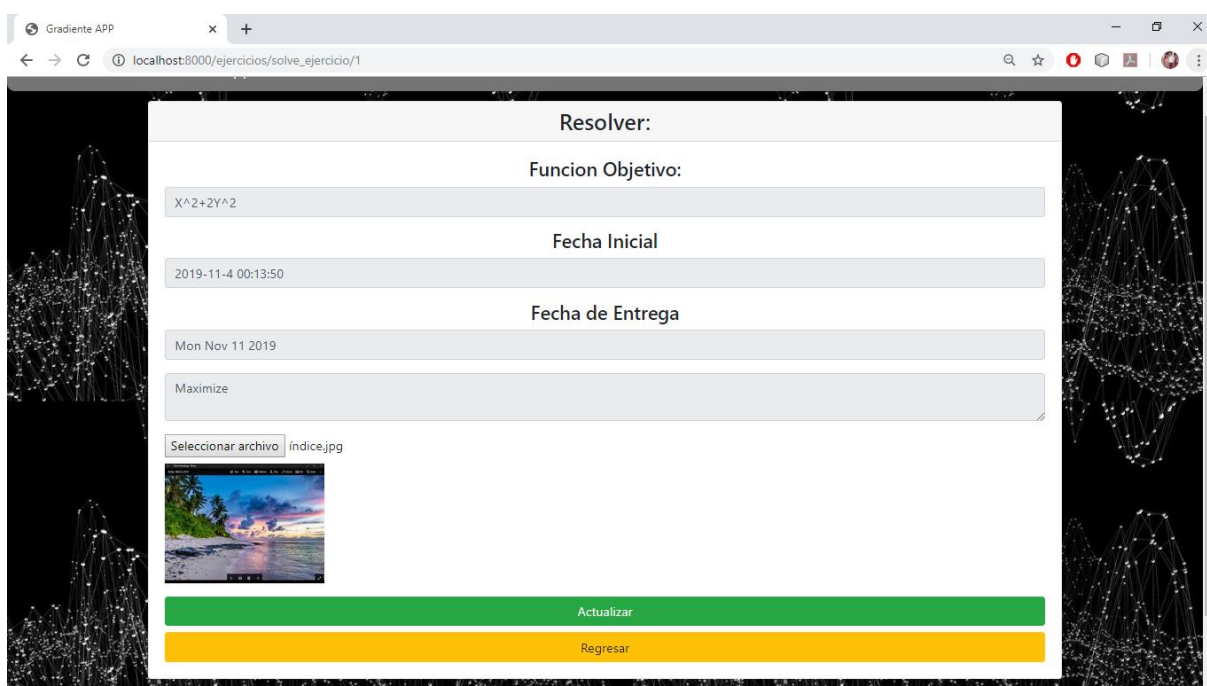 Gradiente APP
localhost:8000/ejercicios/solve_ejercicio/1
Resolver:
Funcion Objetivo:
X^2+2Y^2
Fecha Inicial
2019-11-4 00:13:50
Fecha de Entrega
Mon Nov 11 2019
Maximize
Seleccionar archivo índice.jpg
Actualizar
Regresar